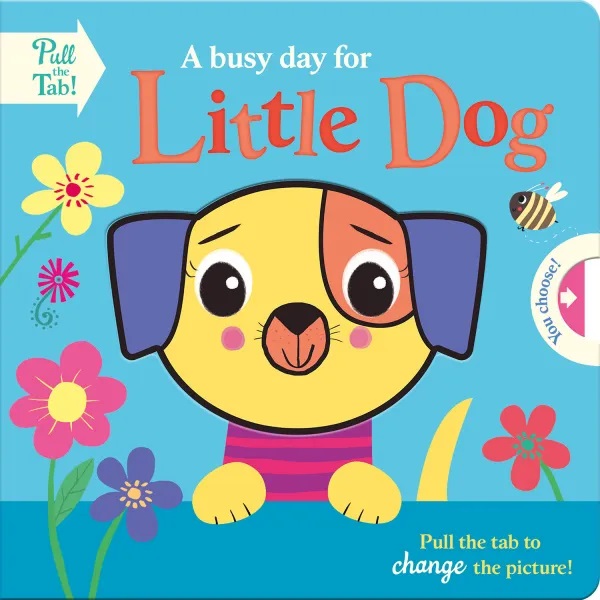 Pull
the
Tab!
A busy day for
Little Dog
You choose!
Pull the tab to
change the picture!